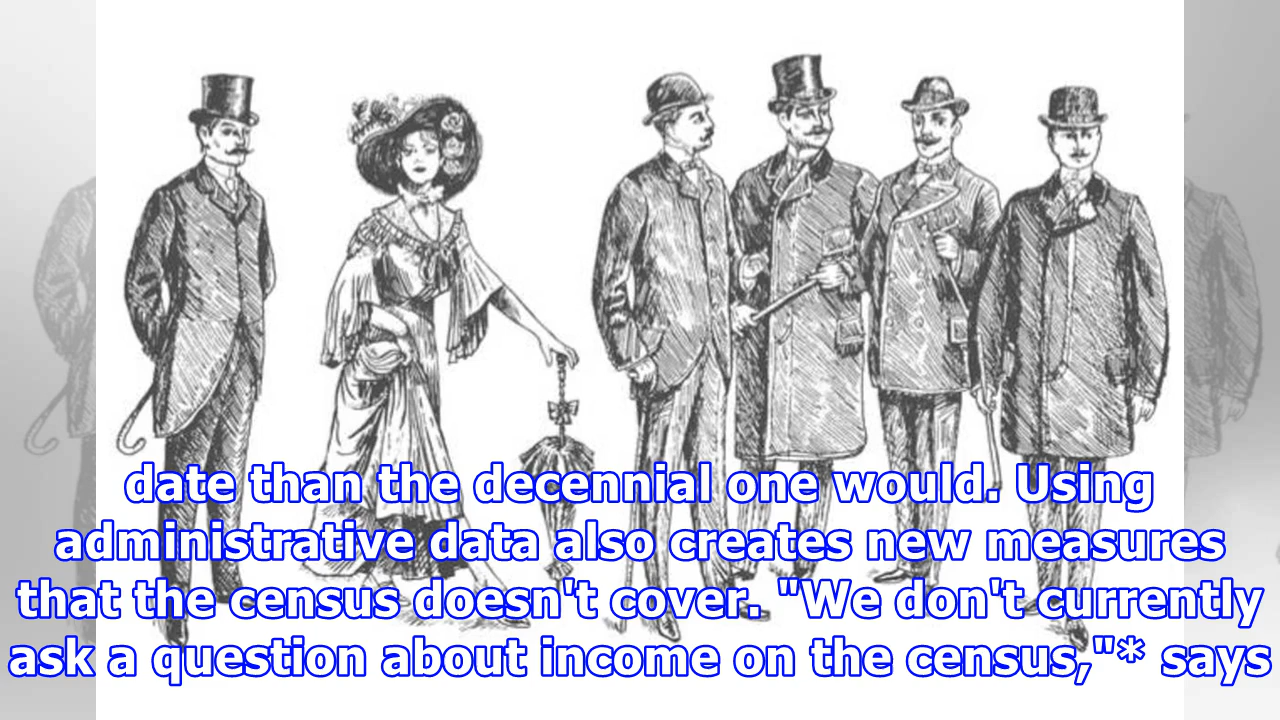 date than the decennial one would. Using
administrative data also creates new measures
that the census doesn't cover. "We don't currently
ask a question about income on the census,"* says